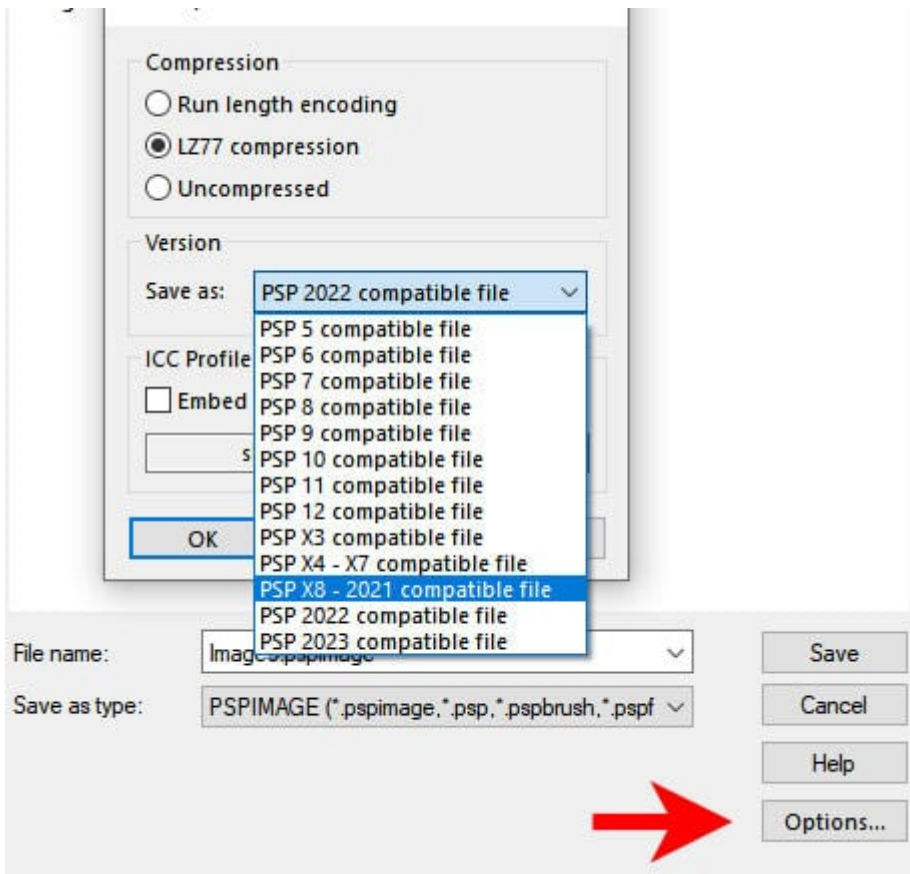 Compression
Run length encoding
LZ77 compression
Uncompressed
Version
Save as: PSP 2022 compatible file
PSP 5 compatible file
PSP 6 compatible file
ICC Profile
PSP 7 compatible file
Embed
PSP 8 compatible file
PSP 9 compatible file
PSP 10 compatible file
PSP 11 compatible file
PSP 12 compatible file
OK
PSP X3 compatible file
PSP X4 - X7 compatible file
PSP X8 - 2021 compatible file
PSP 2022 compatible file
PSP 2023 compatible file
File name:
Save
Save as type: PSPIMAGE (*.pspimage,*.psp,*.pspbrush,*.pspf
Cancel
Help
Options...